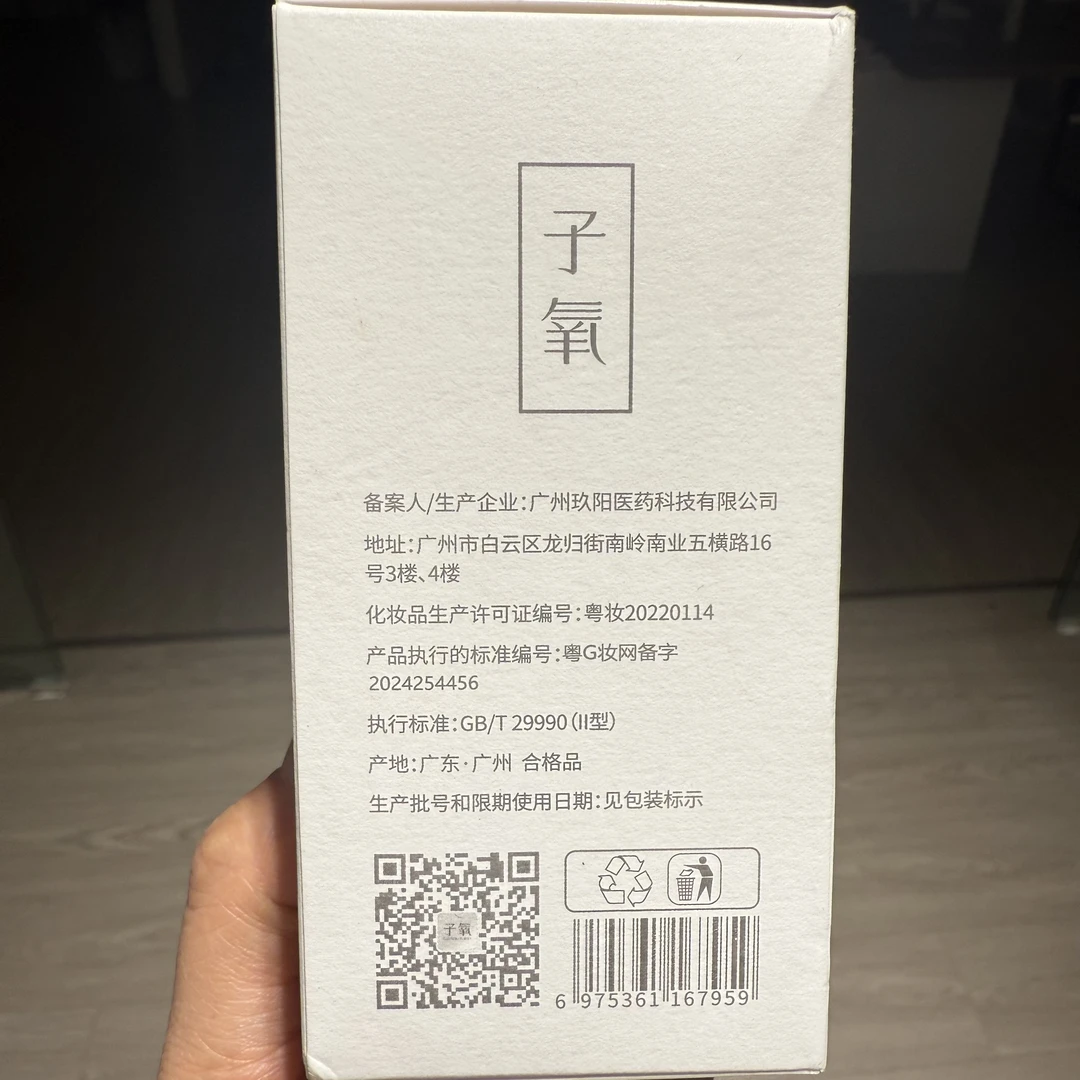 子
氧
备案人/生产企业：广州玖阳医药科技有限公司
地址：广州市白云区龙归街南岭南业五横路16
号3楼、4楼
化妆品生产许可证编号：粤妆20220114
产品执行的标准编号：粤G妆网备字
2024254456
执行标准：GB/T 29990（II型）
产地：广东·广州 合格品
生产批号和限期使用日期：见包装标示
子氧
6 975361 167959